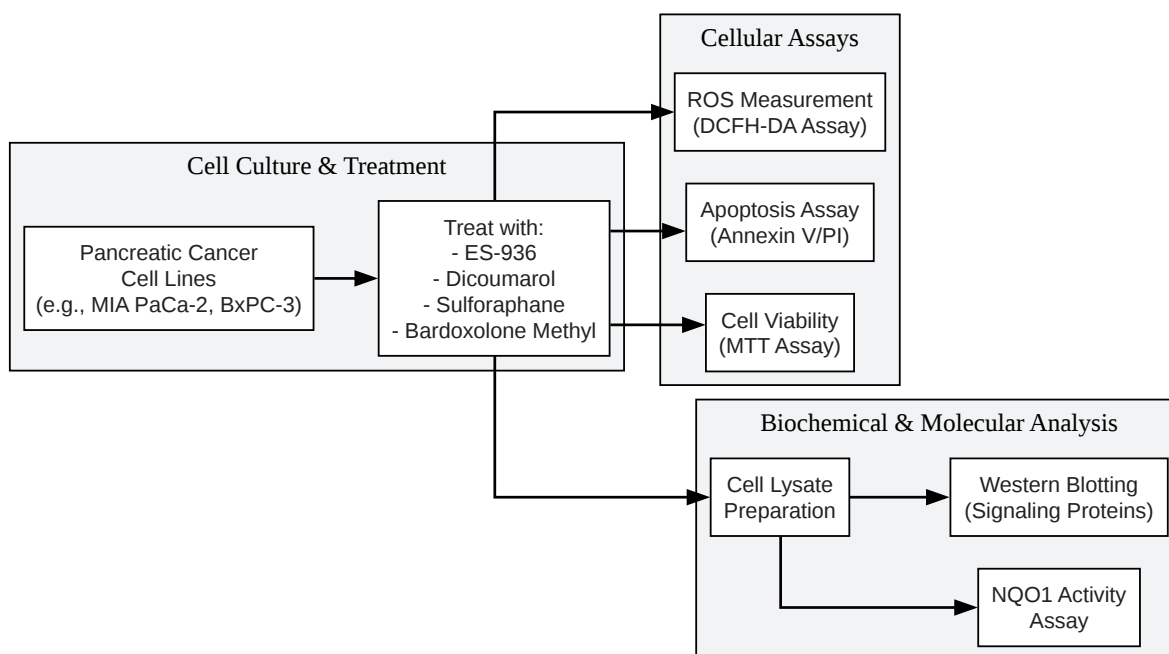 Cell Culture & Treatment
Pancreatic Cancer
Cell Lines
(e.g., MIA PaCa-2, BxPC-3)
Treat with:
- ES-936
- Dicoumarol
- Sulforaphane
- Bardoxolone Methyl
Cellular Assays
ROS Measurement
(DCFH-DA Assay)
Apoptosis Assay
(Annexin V/PI)
Cell Viability
(MTT Assay)
Biochemical & Molecular Analysis
Cell Lysate
Preparation
Western Blotting
(Signaling Proteins)
NQO1 Activity
Assay